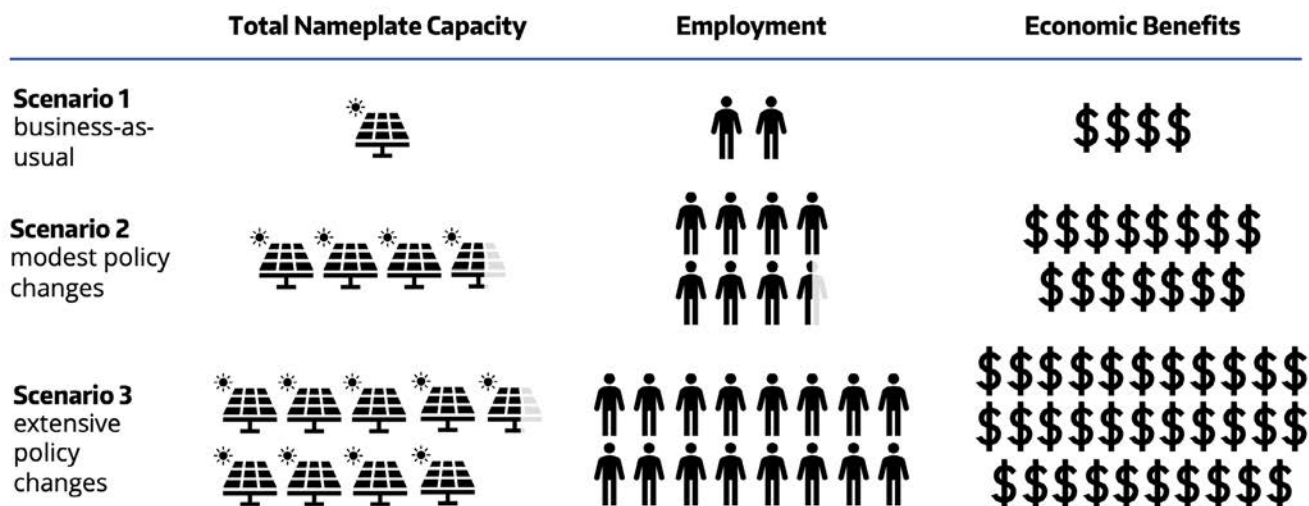 Total Nameplate Capacity Employment Economic Benefits
Scenario 1
business-as-
usual
$$$$
Scenario 2
modest policy
changes
$$$$$$$$
$$$$$$$
Scenario 3
extensive
policy
changes
$$$$$$$$$$$
$$$$$$$$$$$
$$$$$$$$$$